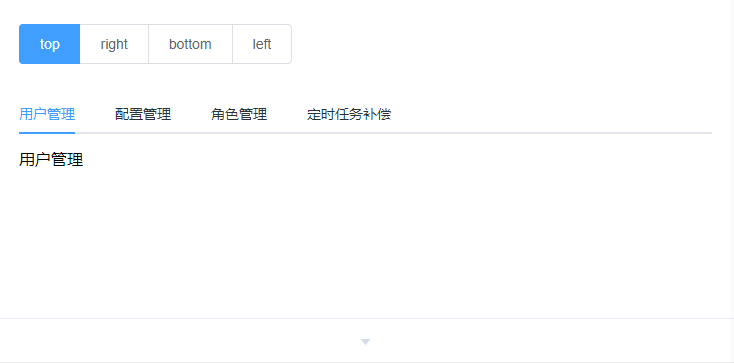 top right bottom left
用户管理 配置管理 角色管理 定时任务补偿
用户管理